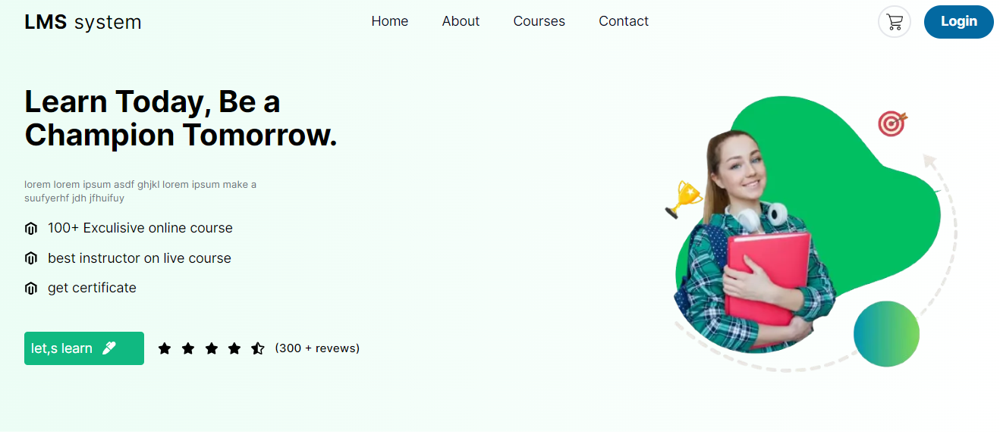 LMS system
Home
About
Courses
Contact
Login
Learn Today, Be a
Champion Tomorrow.
lorem lorem ipsum asdf ghjkl lorem ipsum make a
suufyerhf jdh jfhuifuy
100+ Exculisive online course
best instructor on live course
get certificate
let,s learn
(300 + revews)